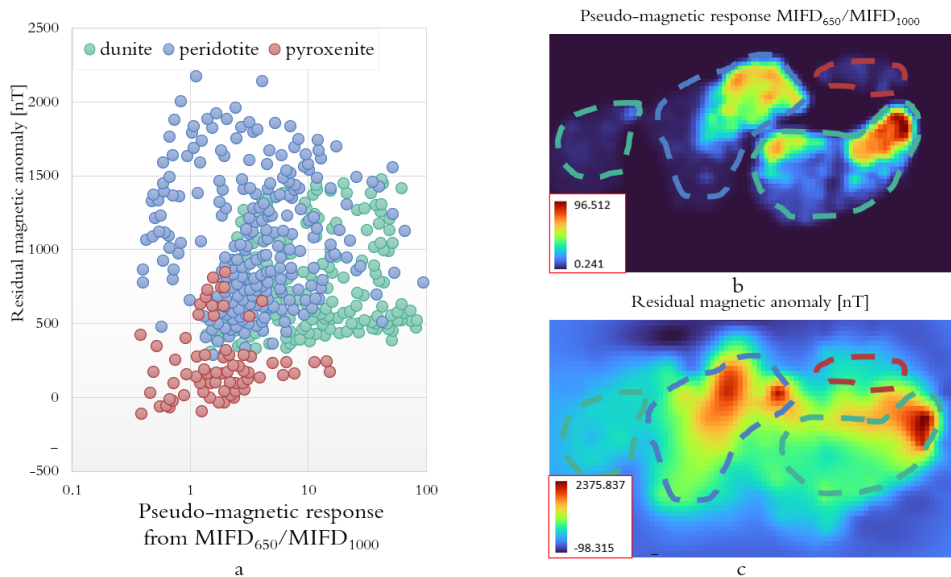 2500
dunite peridotite pyroxenite
2000
1500
1000
500
0
–
−500
0.1 1 10 100
Residual magnetic anomaly [nT]
Pseudo-magnetic response
from MIFD₆₅₀/MIFD₁₀₀₀
a
Pseudo-magnetic response MIFD₆₅₀/MIFD₁₀₀₀
96.512
0.241
b
Residual magnetic anomaly [nT]
2375.837
-98.315
–
c